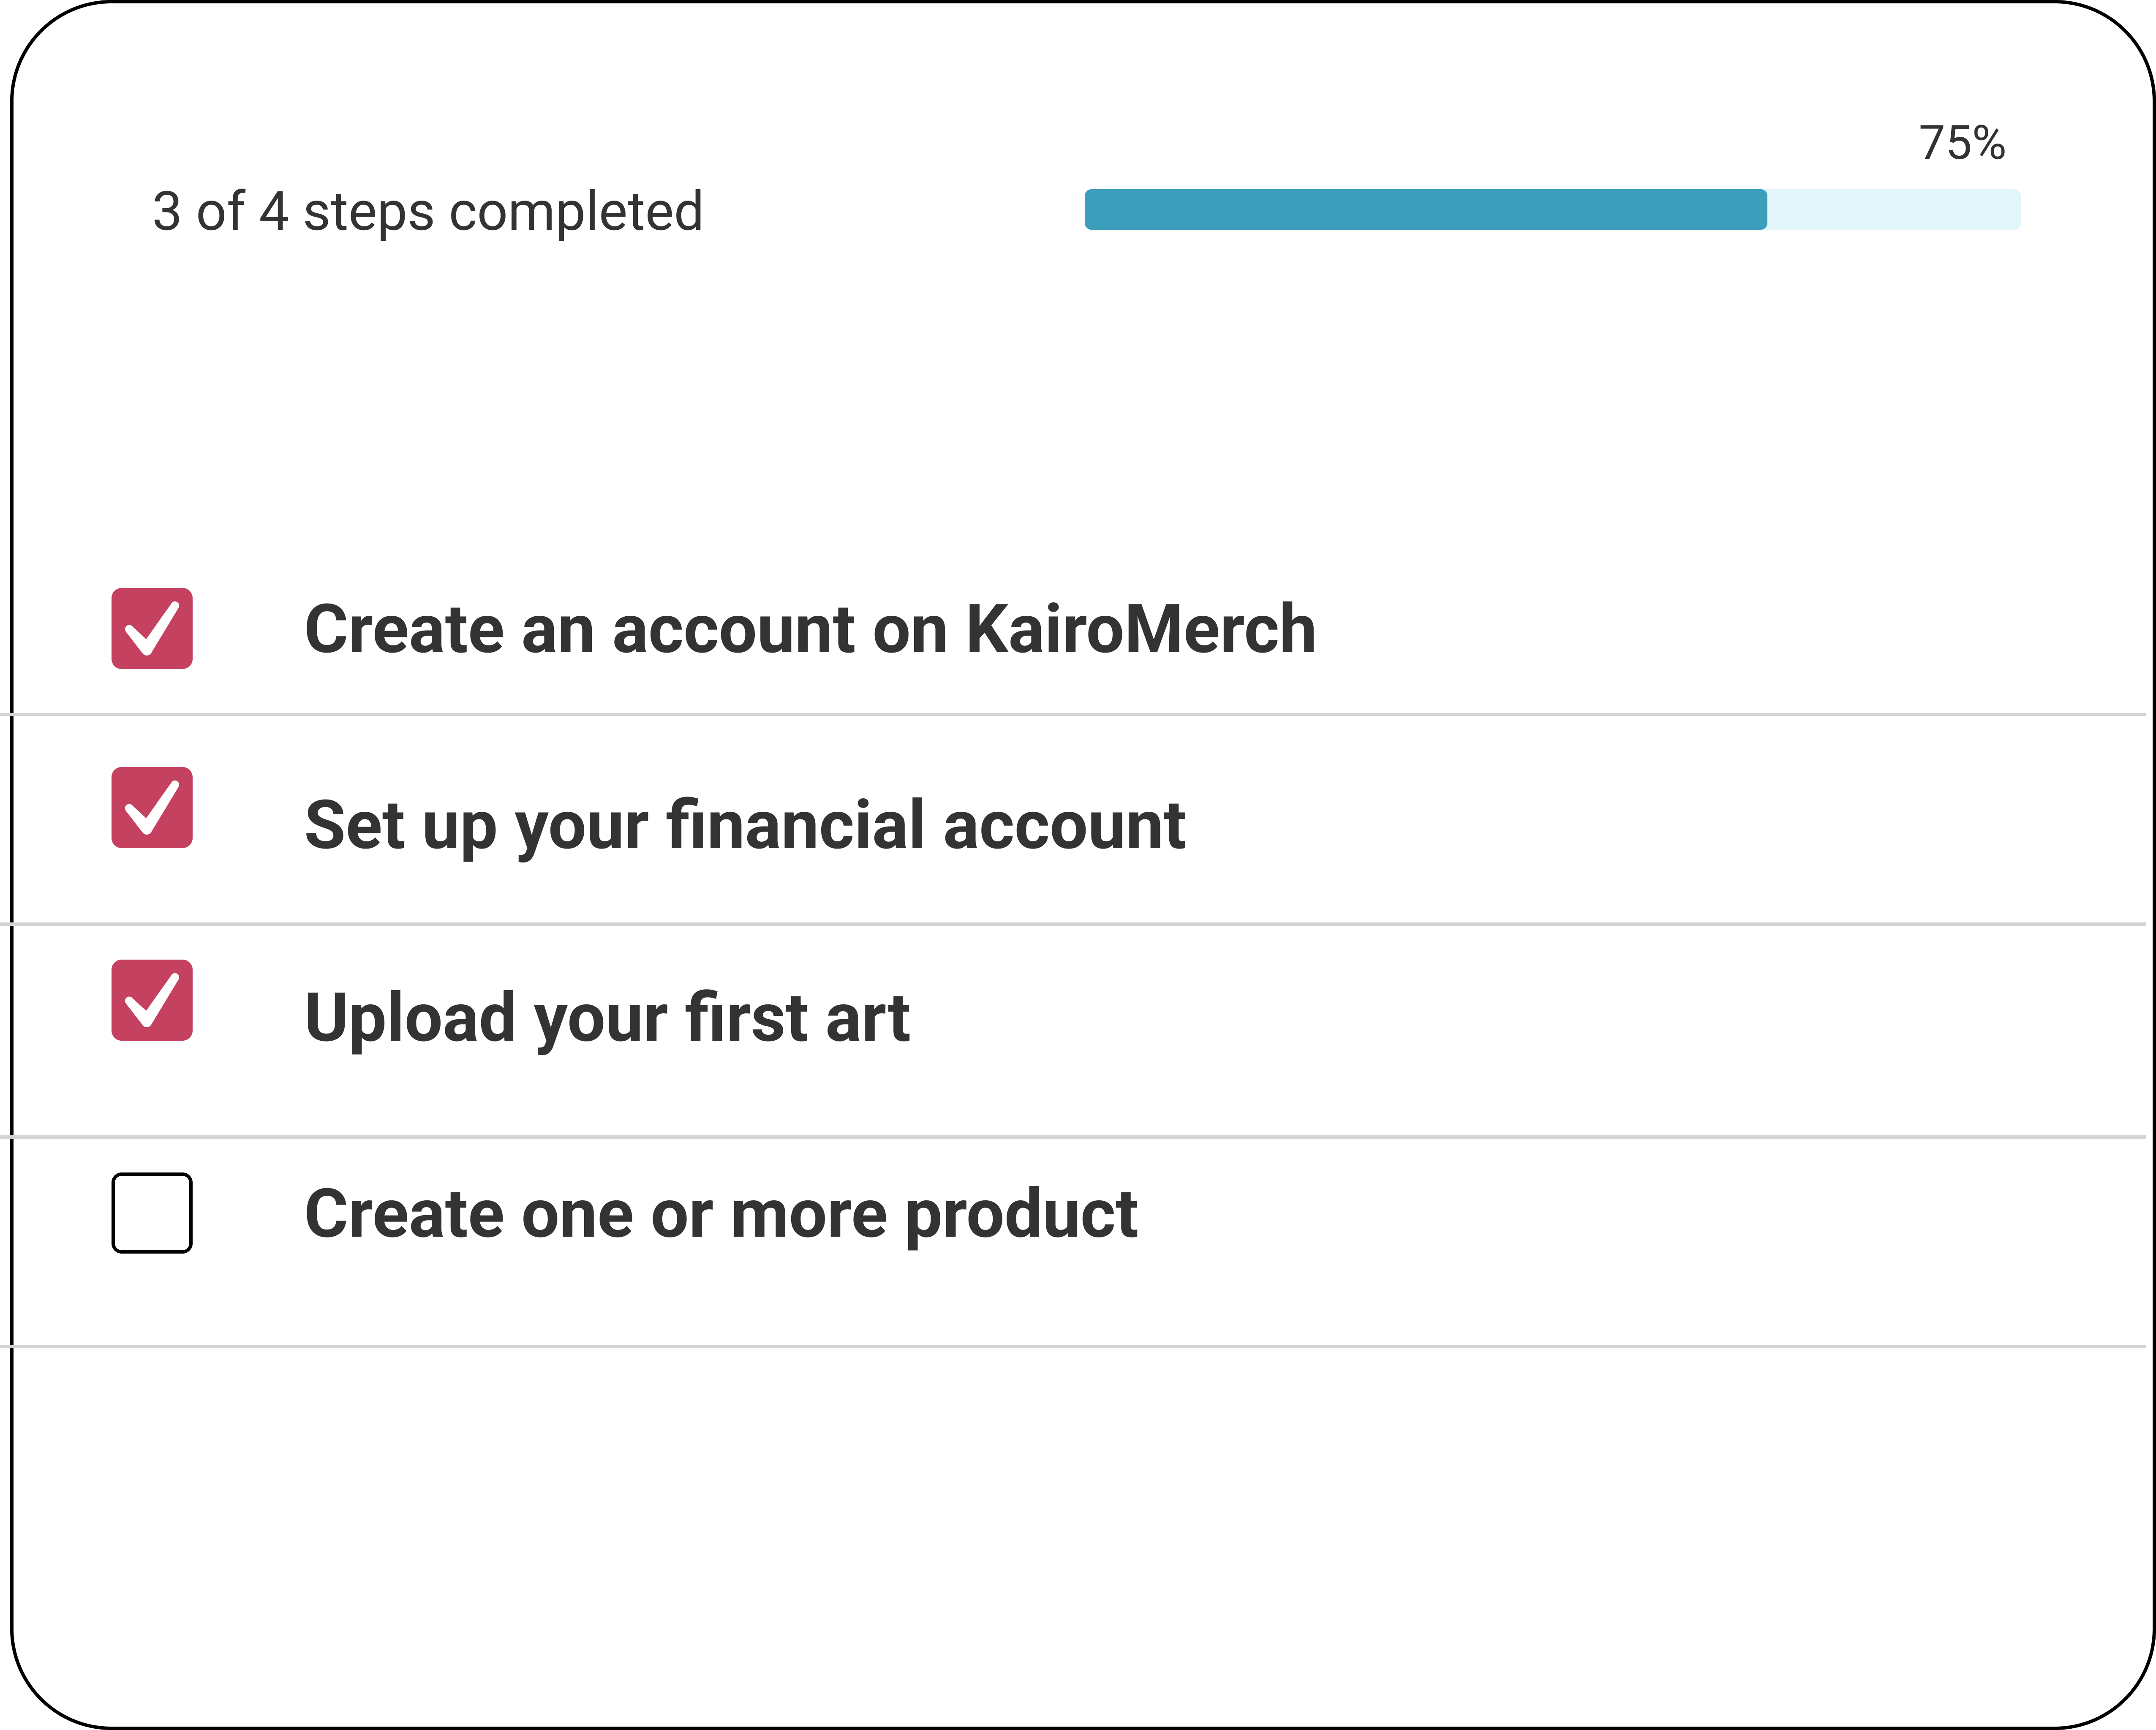 75%
3 of 4 steps completed
Create an account on KairoMerch
Set up your financial account
Upload your first art
Create one or more product